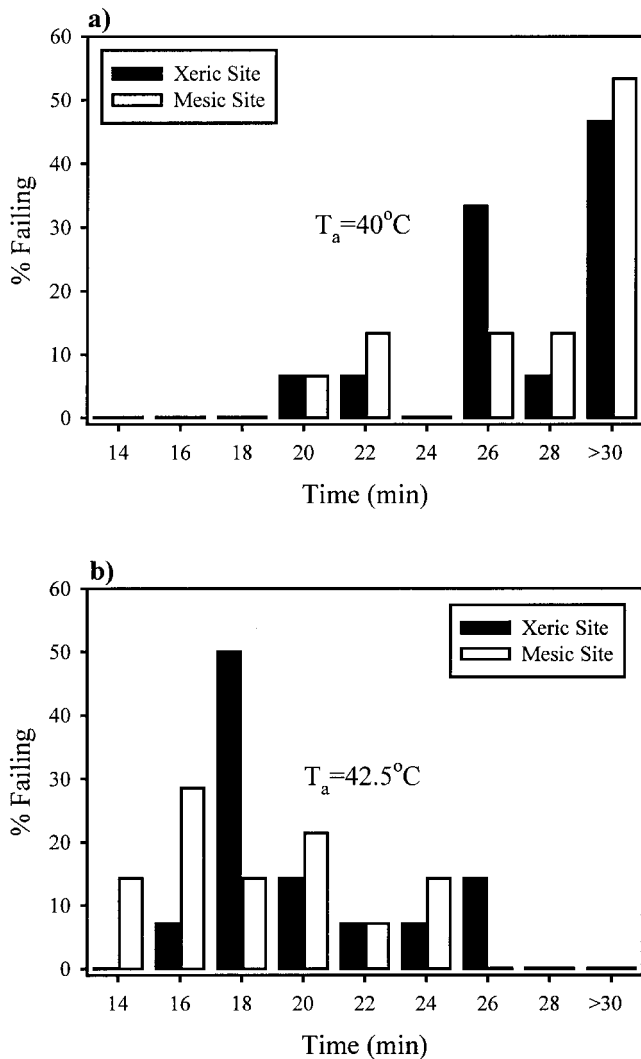 a)
60
50
40
30
20
10
0
% Failing
Xeric Site
Mesic Site
Tₐ=40°C
14 16 18 20 22 24 26 28 >30
Time (min)
b)
60
50
40
30
20
10
0
% Failing
Xeric Site
Mesic Site
Tₐ=42.5°C
14 16 18 20 22 24 26 28 >30
Time (min)